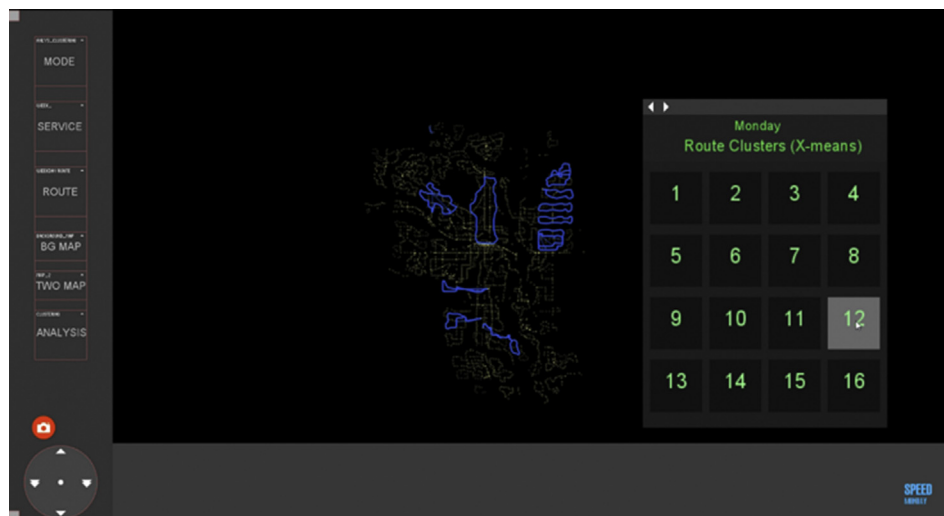 MODE
SERVICE
ROUTE
BG MAP
TWO MAP
CLUSTERING
ANALYSIS
Monday
Route Clusters (X-means)
1 2 3 4
5 6 7 8
9 10 11 12
13 14 15 16
SPEED